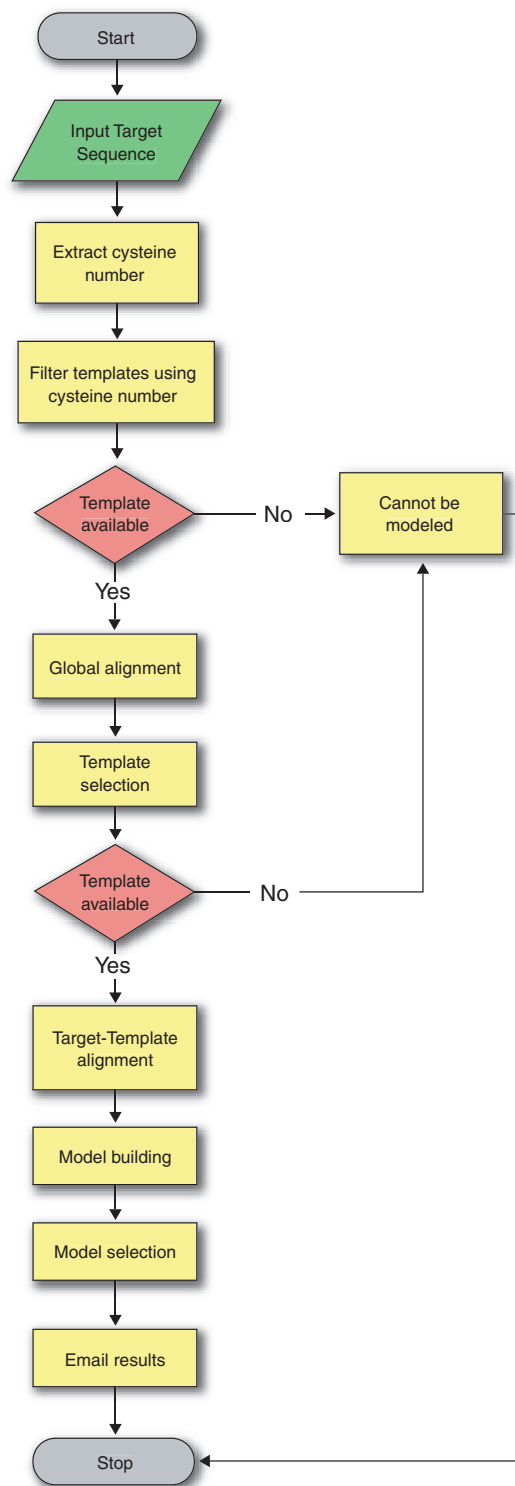 Start
Input Target
Sequence
Extract cysteine
number
Filter templates using
cysteine number
Template
available
No
Cannot be
modeled
Yes
Global alignment
Template
selection
Template
available
No
Yes
Target-Template
alignment
Model building
Model selection
Email results
Stop